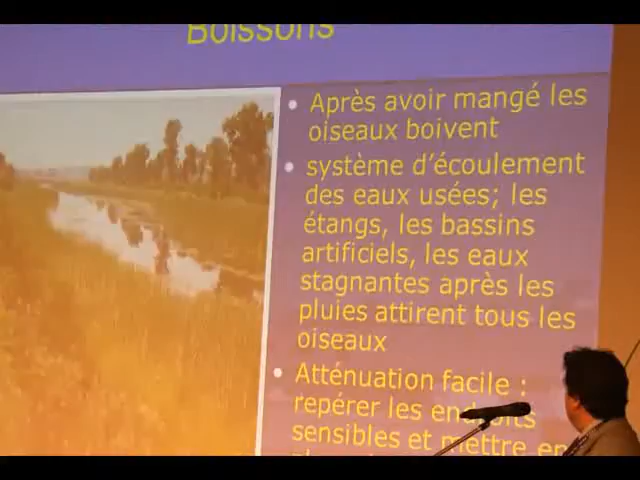 Boissons
Après avoir mangé les
oiseaux boivent
système d'écoulement
des eaux usées; les
étangs, les bassins
artificiels, les eaux
stagnantes après les
pluies attirent tous les
oiseaux
Atténuation facile :
repérer les endroits
sensibles et mettre en